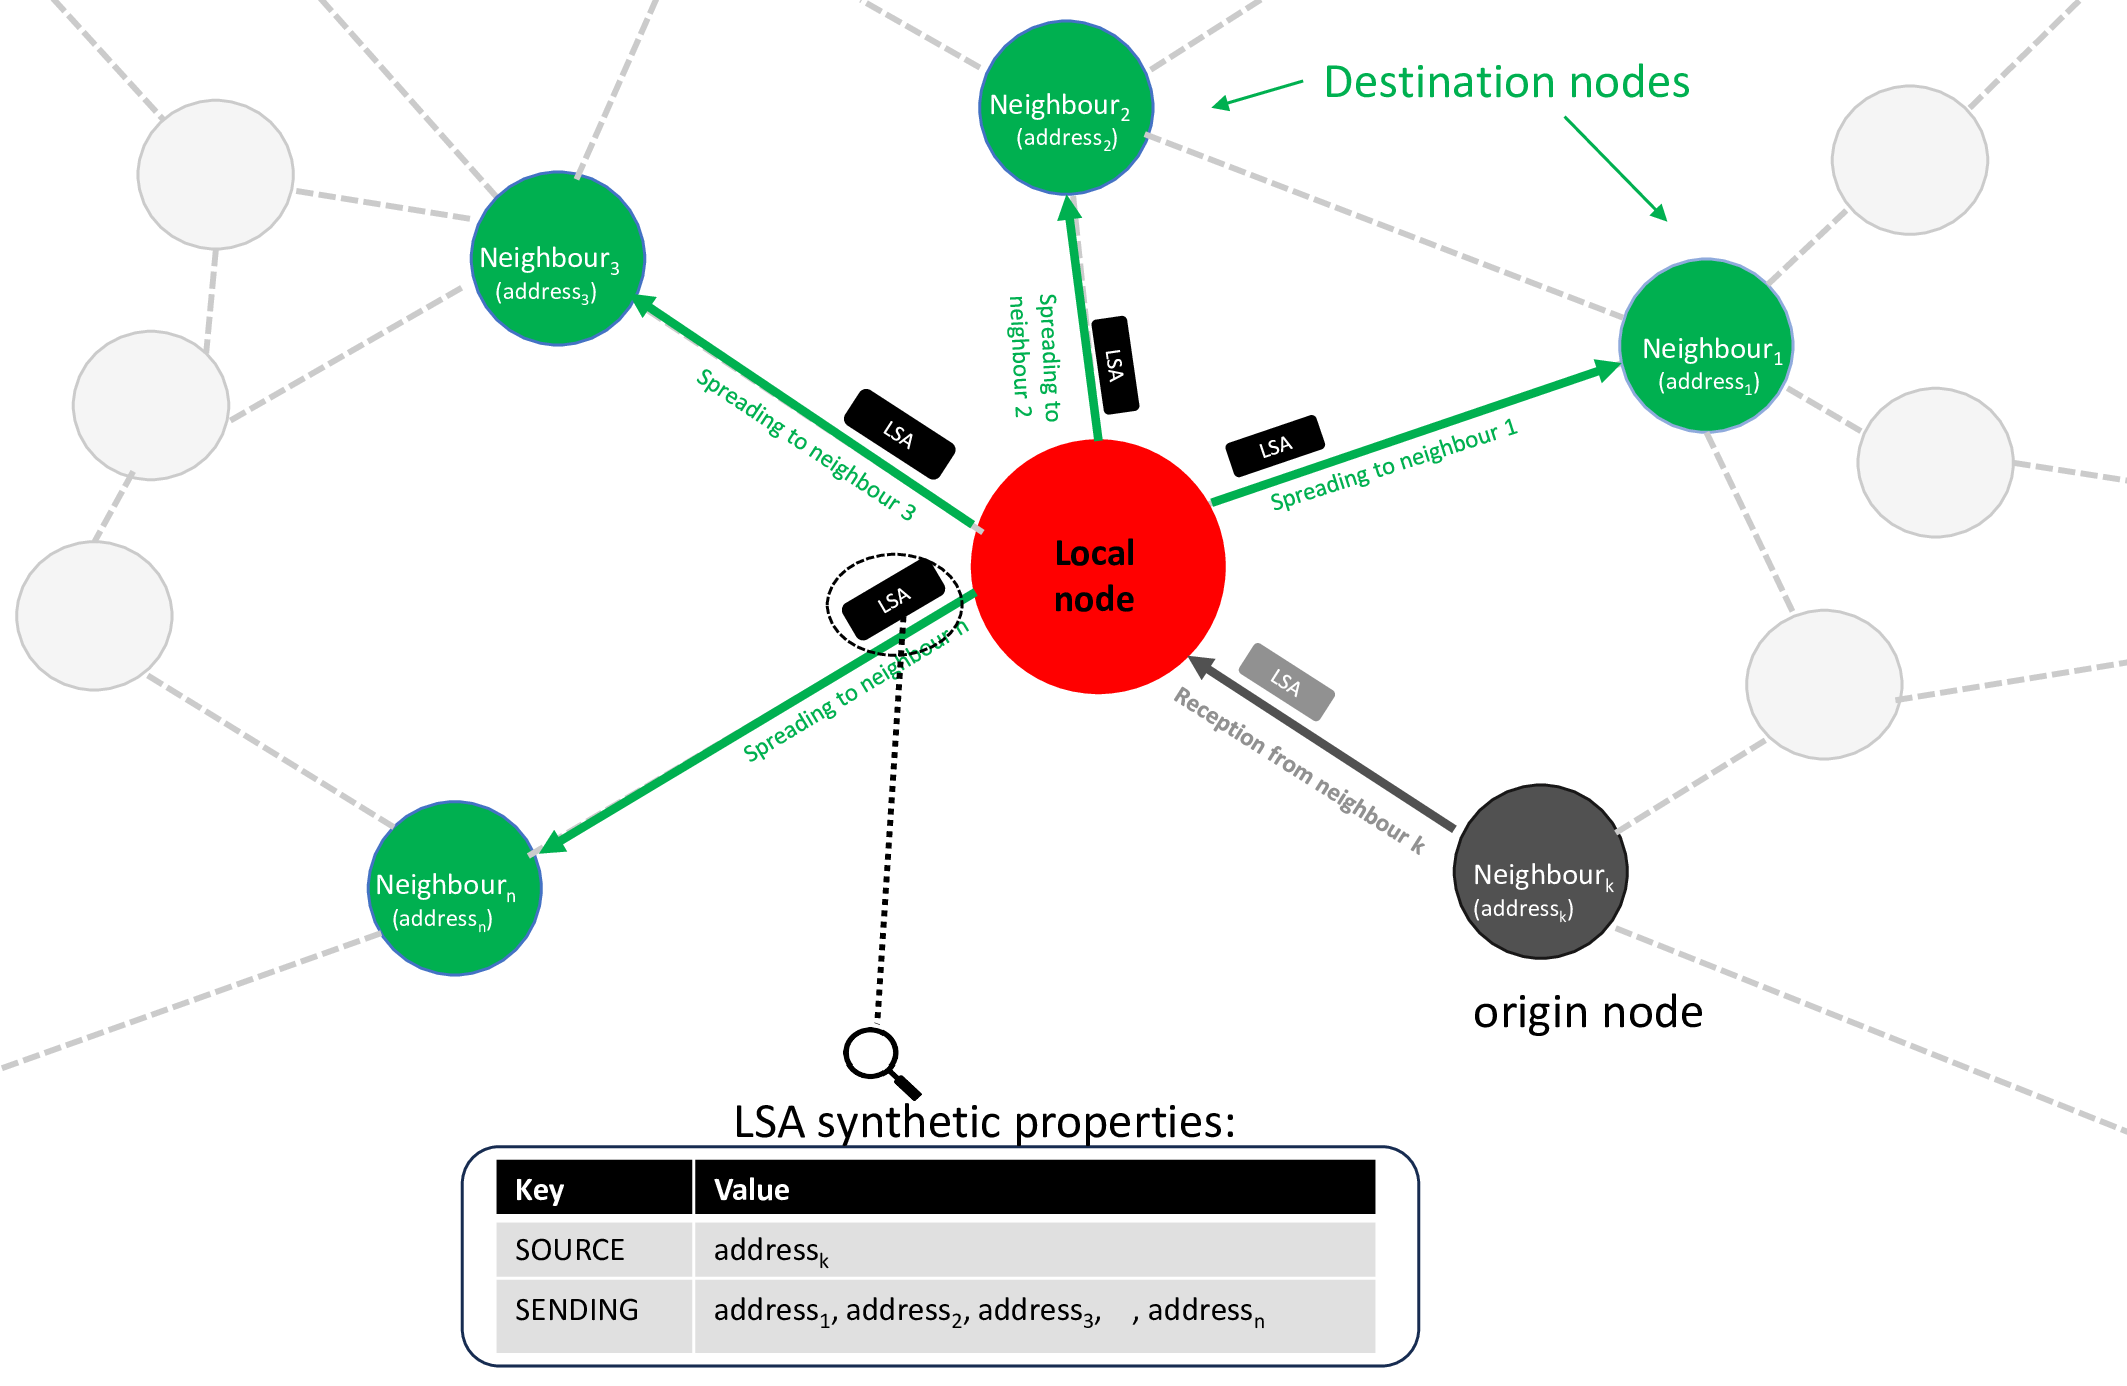 Destination nodes
Neighbour2
(address2)
Neighbour3
(address3)
Neighbour1
(address1)
Spreading to
neighbour 2
LSA
LSA
Spreading to neighbour 3
LSA
Spreading to neighbour 1
Local
node
LSA
Spreading to neighbour n
LSA
Reception from neighbour k
Neighbourn
(addressn)
Neighbourk
(addressk)
origin node
LSA synthetic properties:
Key Value
SOURCE addressk
SENDING address1, address2, address3, , addressn